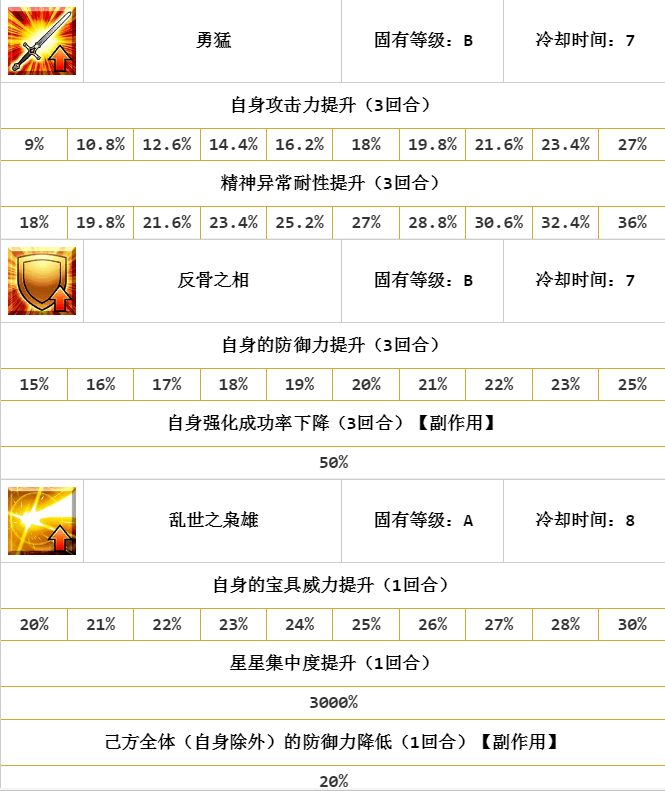 勇猛 固有等级：B 冷却时间：7
自身攻击力提升（3回合）
9% 10.8% 12.6% 14.4% 16.2% 18% 19.8% 21.6% 23.4% 27%
精神异常耐性提升（3回合）
18% 19.8% 21.6% 23.4% 25.2% 27% 28.8% 30.6% 32.4% 36%
反骨之相 固有等级：B 冷却时间：7
自身的防御力提升（3回合）
15% 16% 17% 18% 19% 20% 21% 22% 23% 25%
自身强化成功率下降（3回合）【副作用】
50%
乱世之枭雄 固有等级：A 冷却时间：8
自身的宝具威力提升（1回合）
20% 21% 22% 23% 24% 25% 26% 27% 28% 30%
星星集中度提升（1回合）
3000%
己方全体（自身除外）的防御力降低（1回合）【副作用】
20%